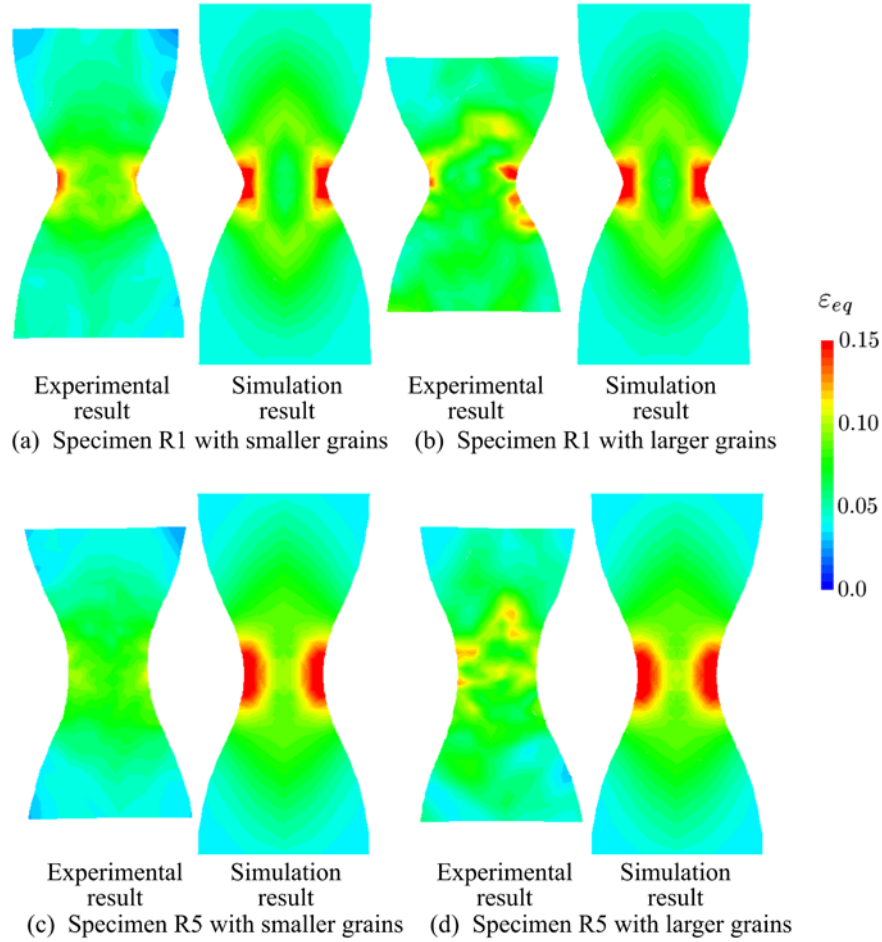 Experimental result
Simulation result
Experimental result
Simulation result
(a) Specimen R1 with smaller grains
(b) Specimen R1 with larger grains
ε_eq
0.15
0.10
0.05
0.0
Experimental result
Simulation result
Experimental result
Simulation result
(c) Specimen R5 with smaller grains
(d) Specimen R5 with larger grains